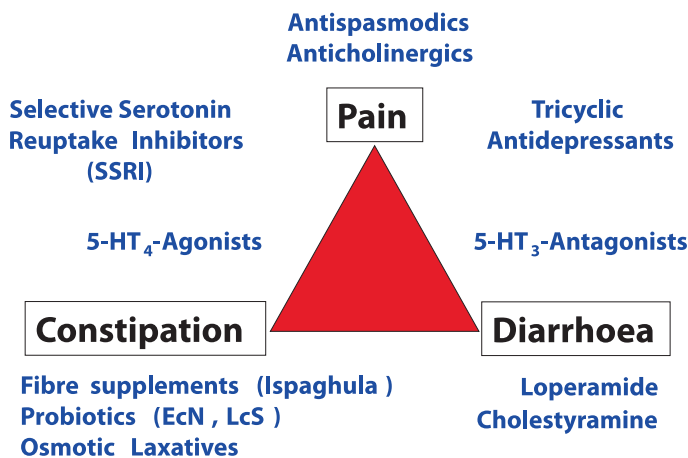 Antispasmodics
Anticholinergics
Pain
Selective Serotonin
Reuptake Inhibitors
(SSRI)
Tricyclic
Antidepressants
5-HT₄-Agonists
5-HT₃-Antagonists
Constipation
Diarrhoea
Fibre supplements (Ispaghula )
Probiotics (EcN , LcS )
Osmotic Laxatives
Loperamide
Cholestyramine